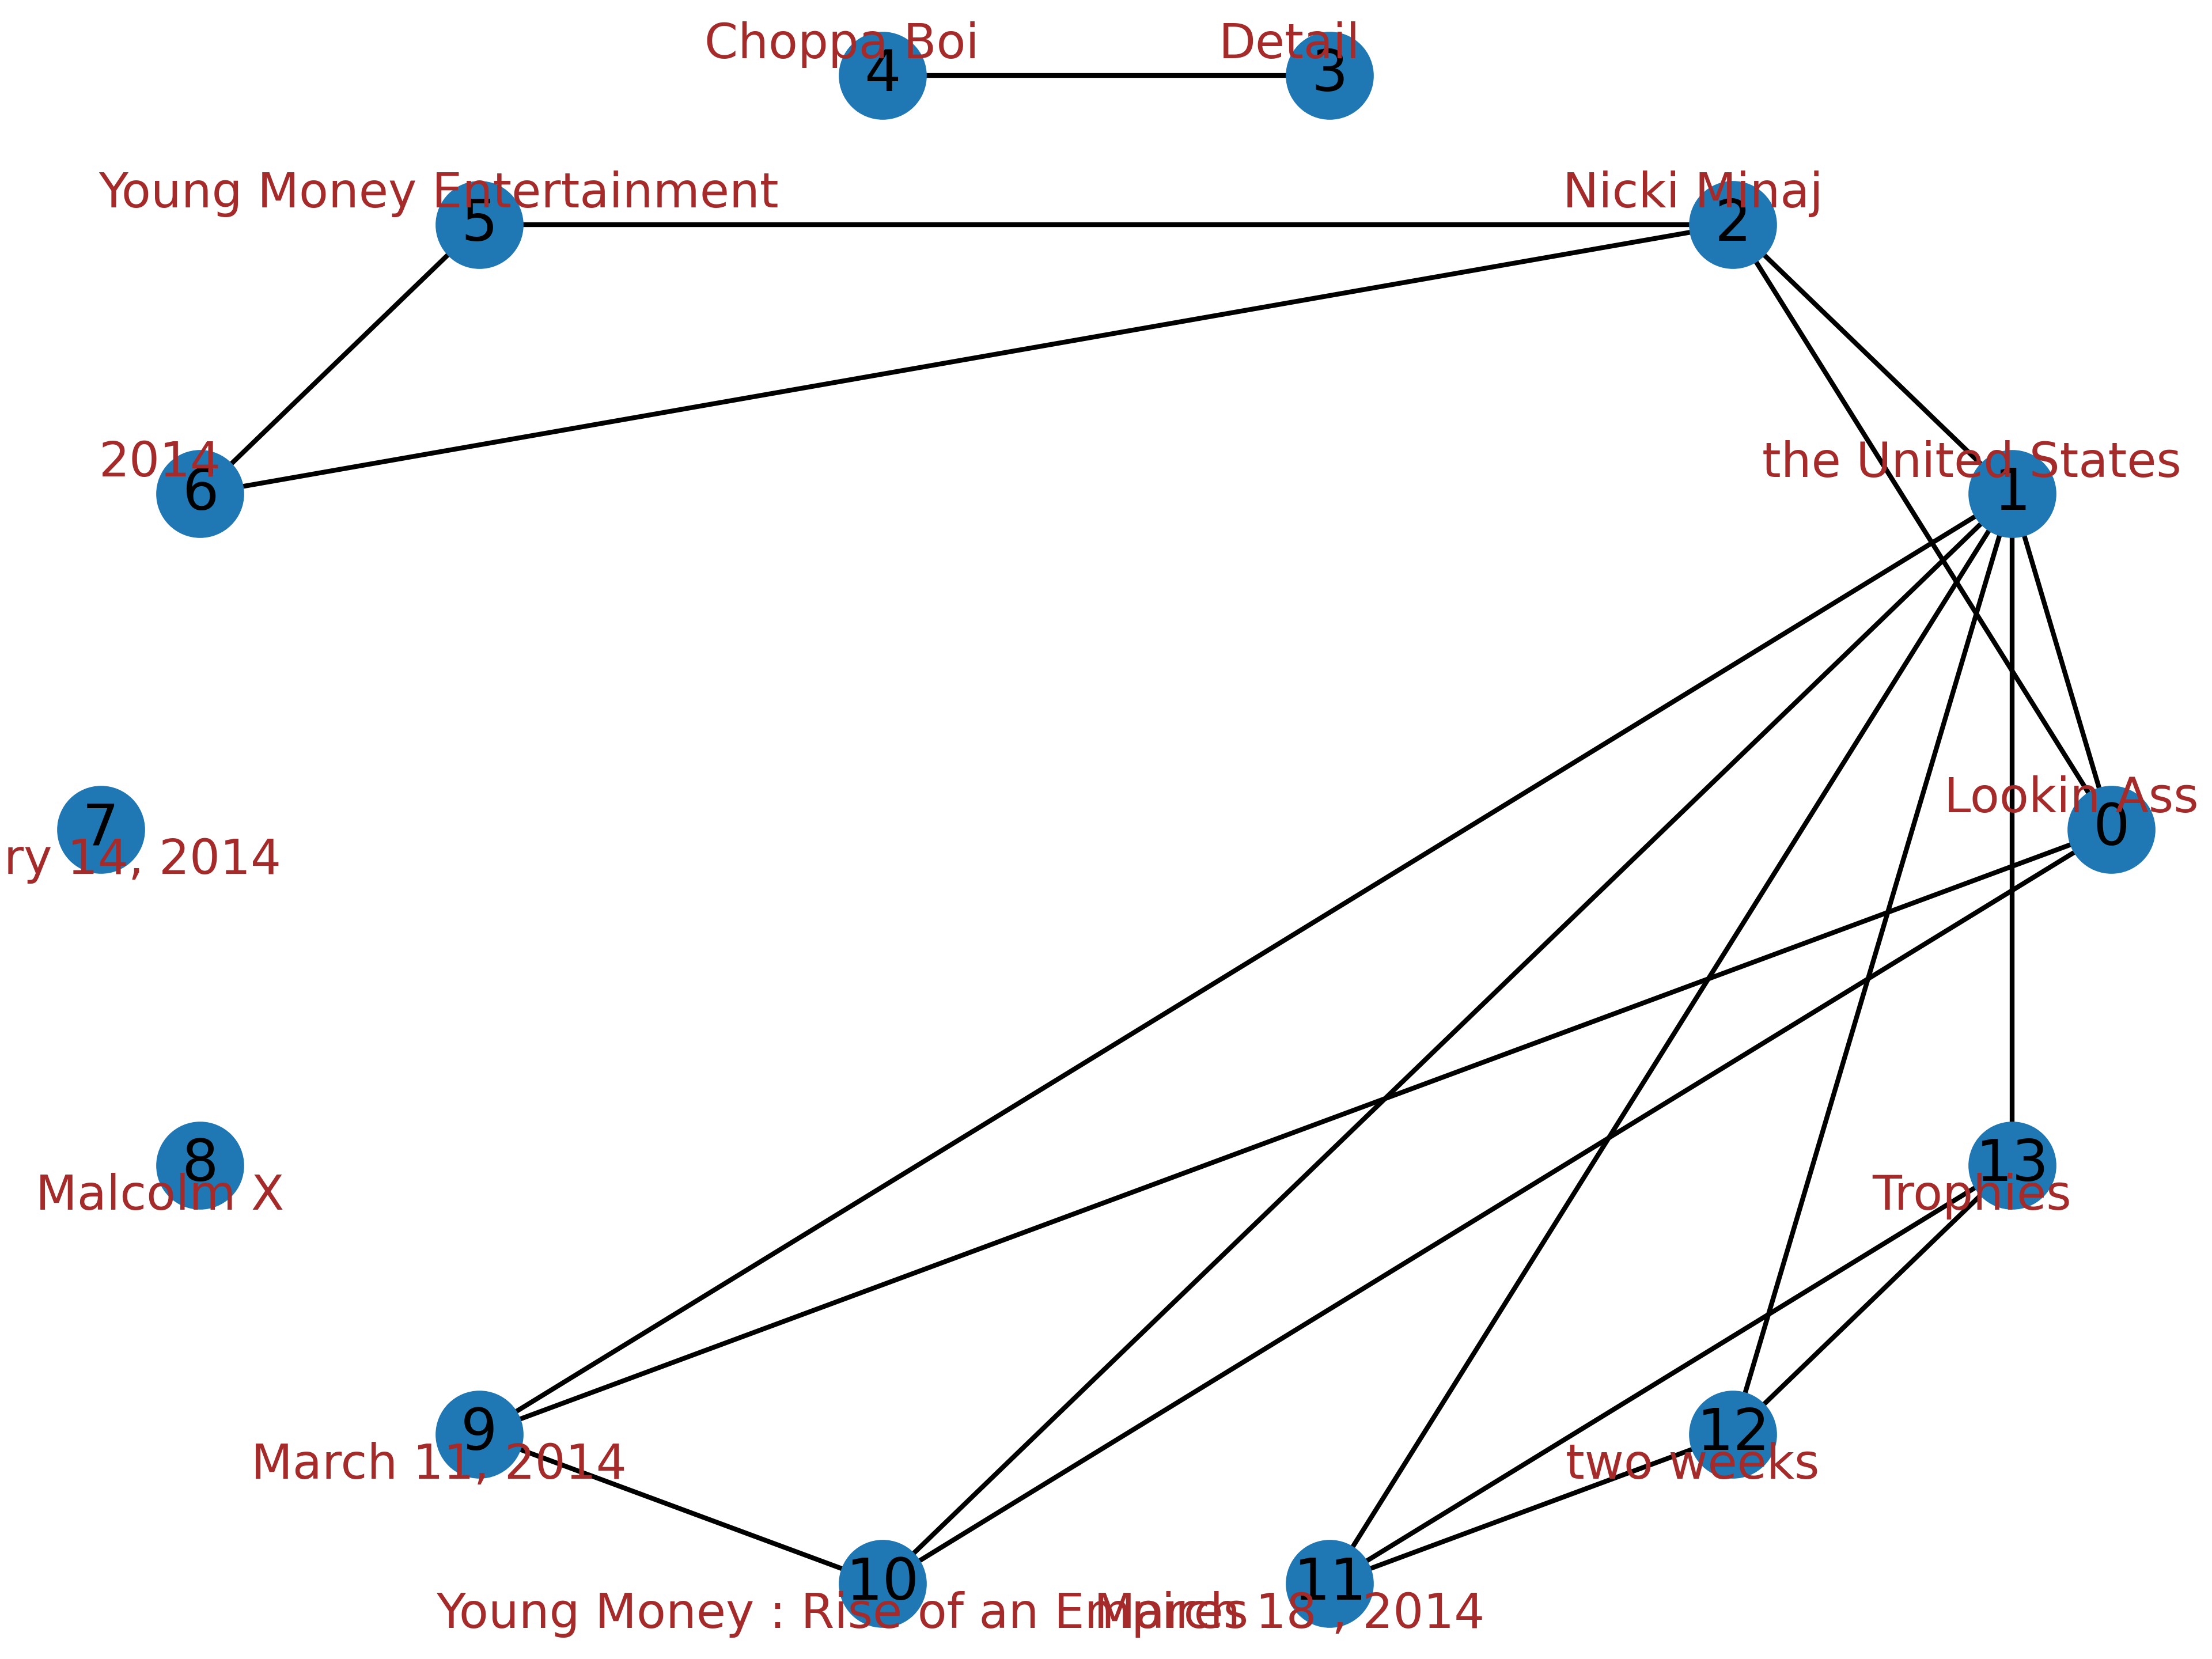 Choppa Boi
4
Detail
3
Young Money Entertainment
5
Nicki Minaj
2
2014
6
the United States
1
Lookin Ass
0
7
ry 14, 2014
8
Malcolm X
13
Trophies
9
March 11, 2014
12
two weeks
10
Young Money : Rise of an Empires
11
March 18 , 2014